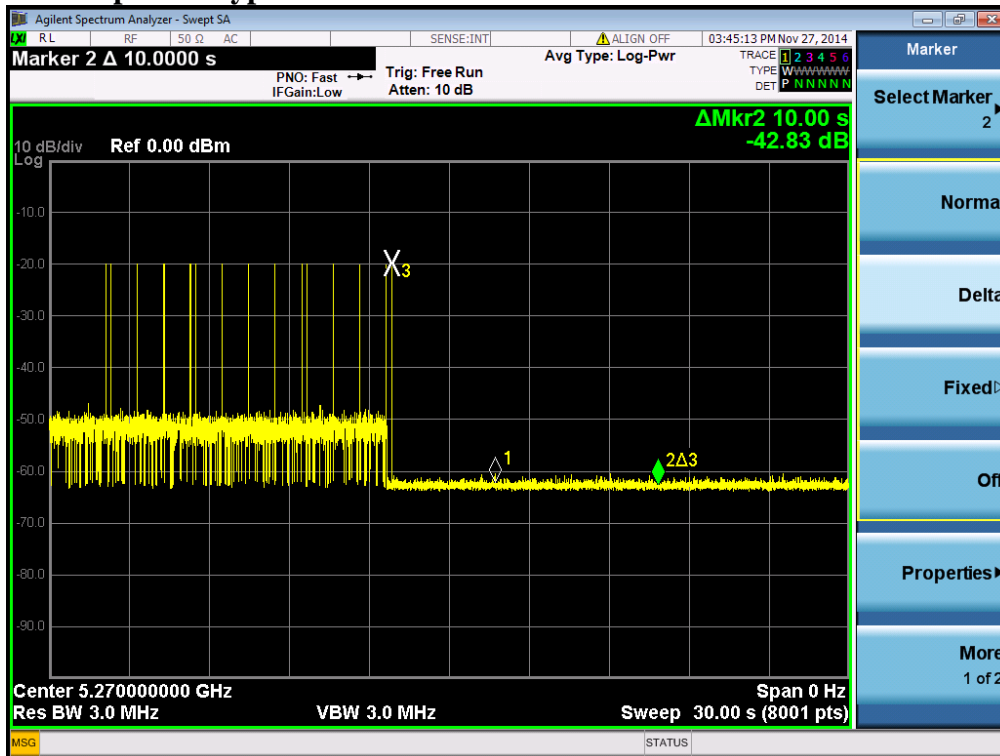 Agilent Spectrum Analyzer - Swept SA
LXI RL RF 50 Ω AC SENSE:INT ALIGN OFF 03:45:13 PM Nov 27, 2014
Marker 2 Δ 10.0000 s
PNO: Fast
IFGain:Low
Trig: Free Run
Atten: 10 dB
Avg Type: Log-Pwr
TRACE 1 2 3 4 5 6
TYPE WWWWWW
DET P N N N N N
ΔMkr2 10.00 s
-42.83 dB
10 dB/div Ref 0.00 dBm
Log
-10.0
-20.0
-30.0
-40.0
-50.0
-60.0
-70.0
-80.0
-90.0
3
1
2Δ3
Center 5.270000000 GHz Span 0 Hz
Res BW 3.0 MHz VBW 3.0 MHz Sweep 30.00 s (8001 pts)
MSG STATUS
Marker
Select Marker
2
Norma
Delta
Fixed
Off
Properties
More
1 of 2